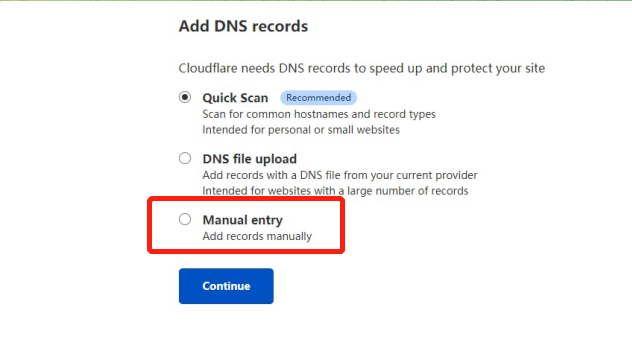 Add DNS records
Cloudflare needs DNS records to speed up and protect your site
Quick Scan Recommended
Scan for common hostnames and record types
Intended for personal or small websites
DNS file upload
Add records with a DNS file from your current provider
Intended for websites with a large number of records
Manual entry
Add records manually
Continue